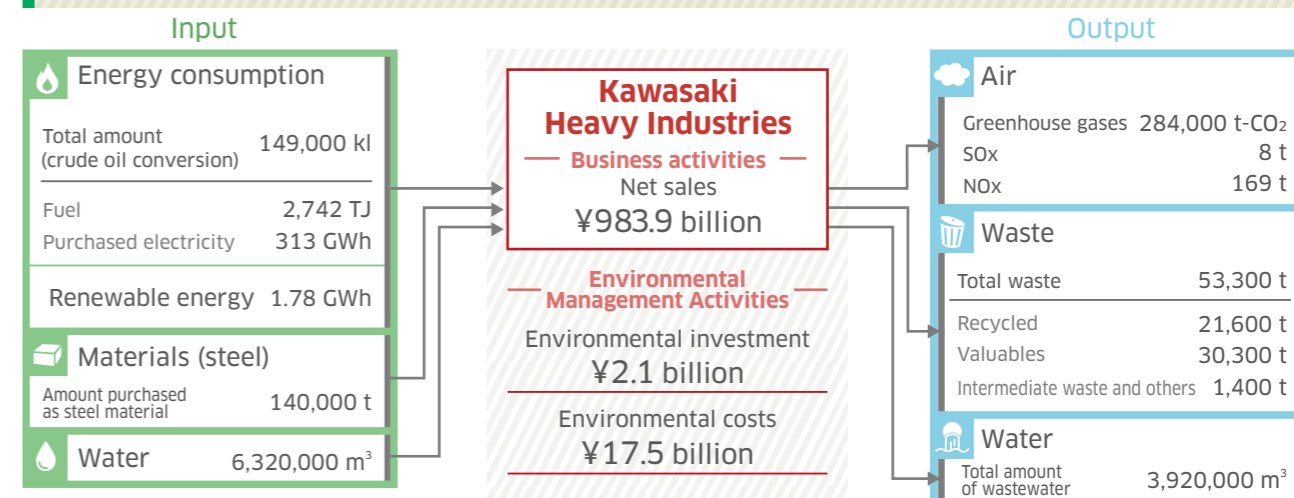 Input
Energy consumption
Total amount
(crude oil conversion) 149,000 kl
Fuel 2,742 TJ
Purchased electricity 313 GWh
Renewable energy 1.78 GWh
Materials (steel)
Amount purchased
as steel material 140,000 t
Water 6,320,000 m³
Kawasaki
Heavy Industries
Business activities
Net sales
¥983.9 billion
Environmental
Management Activities
Environmental investment
¥2.1 billion
Environmental costs
¥17.5 billion
Output
Air
Greenhouse gases 284,000 t-CO₂
SOx 8 t
NOx 169 t
Waste
Total waste 53,300 t
Recycled 21,600 t
Valuables 30,300 t
Intermediate waste and others 1,400 t
Water
Total amount
of wastewater 3,920,000 m³